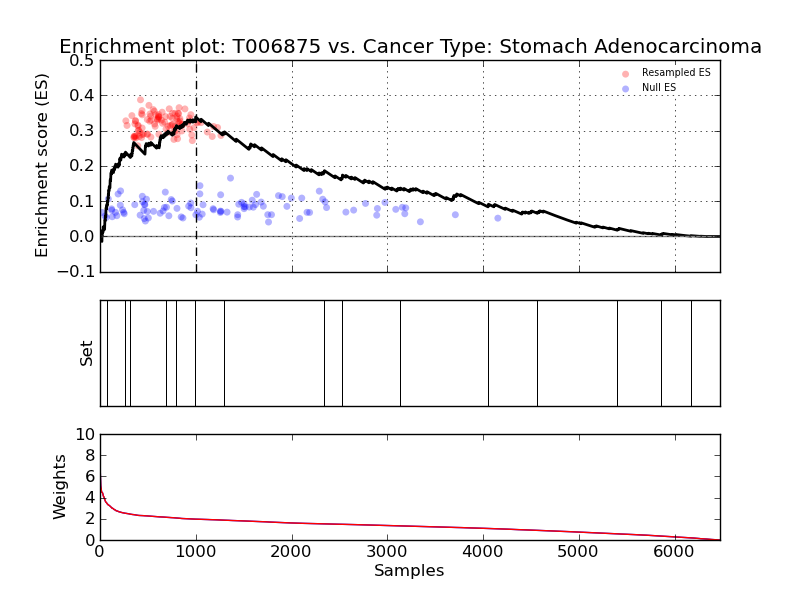 Enrichment plot: T006875 vs. Cancer Type: Stomach Adenocarcinoma
0.5
0.4
0.3
0.2
0.1
0.0
−0.1
Enrichment score (ES)
Resampled ES
Null ES
Set
10
8
6
4
2
0
Weights
0
1000
2000
3000
4000
5000
6000
Samples